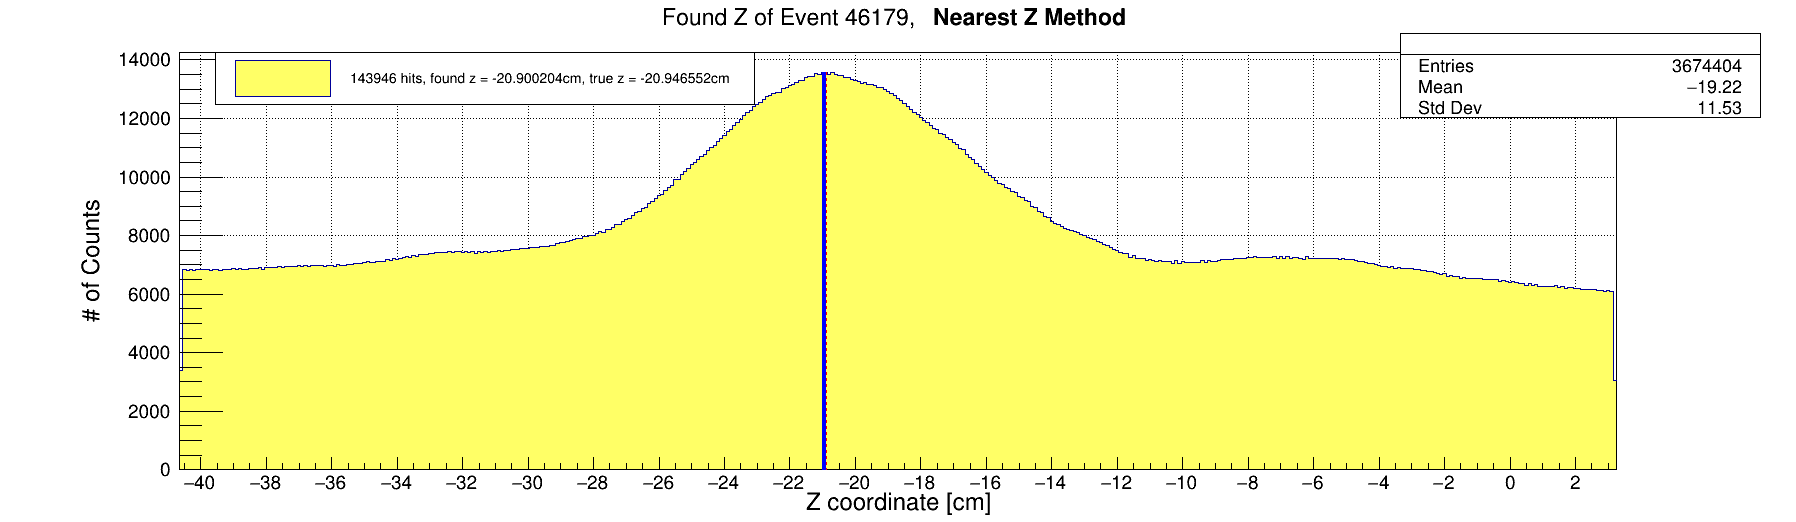 Found Z of Event 46179, Nearest Z Method
143946 hits, found z = -20.900204cm, true z = -20.946552cm
Entries 3674404
Mean −19.22
Std Dev 11.53
# of Counts
14000
12000
10000
8000
6000
4000
2000
0
−40 −38 −36 −34 −32 −30 −28 −26 −24 −22 −20 −18 −16 −14 −12 −10 −8 −6 −4 −2 0 2
Z coordinate [cm]